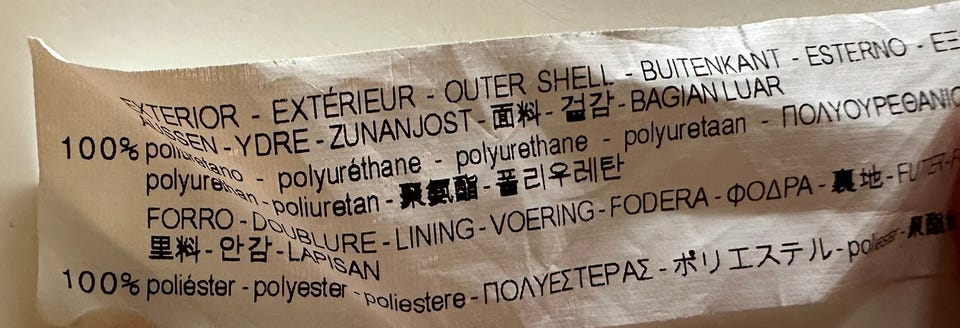 EXTERIOR - EXTÉRIEUR - OUTER SHELL - BUITENKANT - ESTERNO -
AUSSEN - YDRE - ZUNANJOST - 面料 - 겉감 - BAGIAN LUAR
100% poliuretano - polyuréthane - polyurethane - polyuretaan -
polyurethan - poliuretan - 聚氨酯 - 폴리우레탄
FORRO - DOUBLURE - LINING - VOERING - FODERA - ΦΟΔΡΑ - 裏地 -
里料 - 안감 - LAPISAN
100% poliéster - polyester - poliestere - ΠΟΛΥΕΣΤΕΡΑΣ - ポリエステル - poliester -